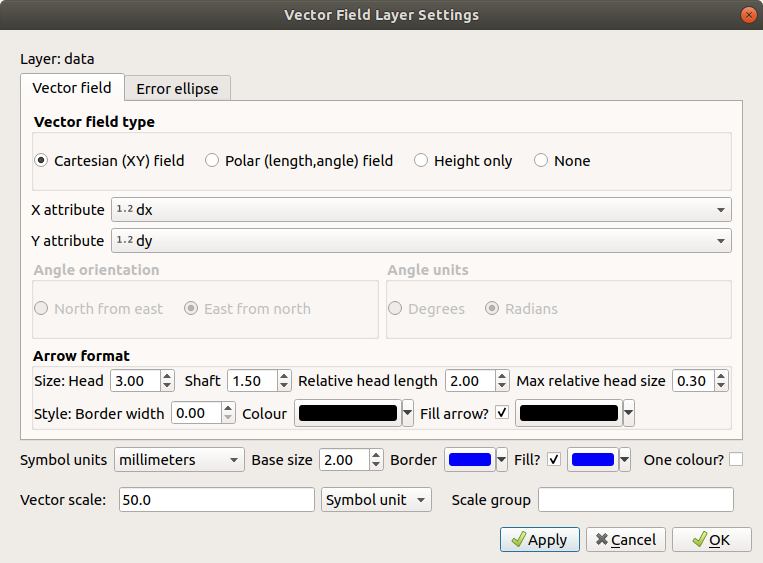 Vector Field Layer Settings
Layer: data
Vector field Error ellipse
Vector field type
Cartesian (XY) field Polar (length,angle) field Height only None
X attribute 1.2 dx
Y attribute 1.2 dy
Angle orientation Angle units
North from east East from north Degrees Radians
Arrow format
Size: Head 3.00 Shaft 1.50 Relative head length 2.00 Max relative head size 0.30
Style: Border width 0.00 Colour Fill arrow?
Symbol units millimeters Base size 2.00 Border Fill? One colour?
Vector scale: 50.0 Symbol unit Scale group
Apply Cancel OK